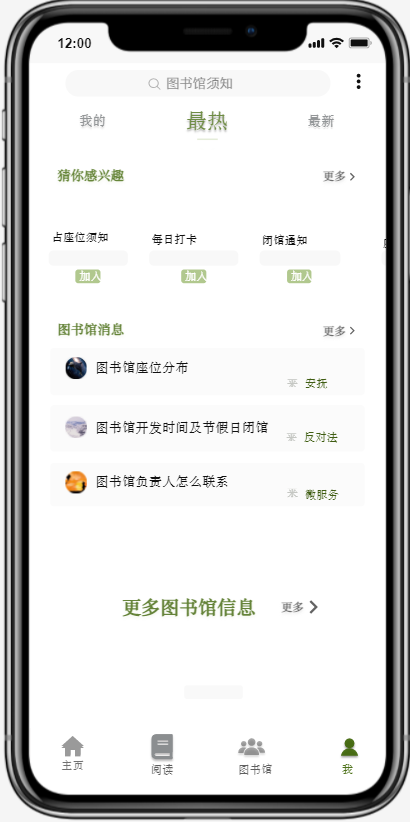 12:00
图书馆须知
我的
最热
最新
猜你感兴趣
更多
占座位须知
每日打卡
闭馆通知
加入
加入
加入
图书馆消息
更多
图书馆座位分布
安抚
图书馆开发时间及节假日闭馆
反对法
图书馆负责人怎么联系
微服务
更多图书馆信息
更多
主页
阅读
图书馆
我